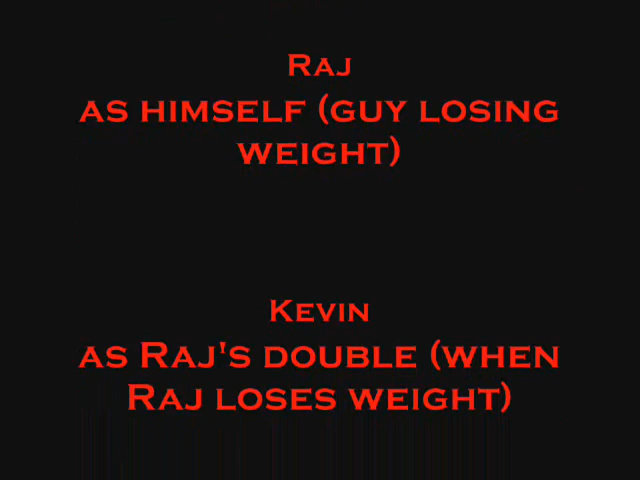 Raj
as himself (guy losing
weight)
Kevin
as Raj's double (when
Raj loses weight)